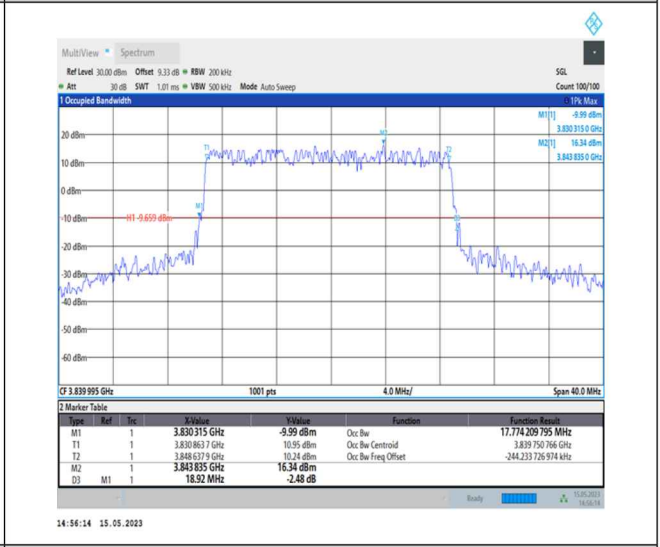 MultiView Spectrum
Ref Level 30.00 dBm Offset 9.33 dB RBW 200 kHz SGL
Att 30 dB SWT 1.01 ms VBW 500 kHz Mode Auto Sweep Count 100/100
1 Occupied Bandwidth 1Pk Max
M1[1] -9.99 dBm
3.830 315 0 GHz
M2[1] 16.34 dBm
3.843 835 0 GHz
20 dBm
10 dBm
0 dBm
-10 dBm
H1 -9.659 dBm
-20 dBm
-30 dBm
-40 dBm
-50 dBm
-60 dBm
T1
M2
T2
M1
D3
CF 3.839 995 GHz 1001 pts 4.0 MHz/ Span 40.0 MHz
2 Marker Table
Type Ref Trc X-Value Y-Value Function Function Result
M1 1 3.830 315 GHz -9.99 dBm Occ Bw 17.774 209 795 MHz
T1 1 3.830 863 7 GHz 10.95 dBm Occ Bw Centroid 3.839 750 766 GHz
T2 1 3.848 637 9 GHz 10.24 dBm Occ Bw Freq Offset -244.233 726 974 kHz
M2 1 3.843 835 GHz 16.34 dBm
D3 M1 1 18.92 MHz -2.48 dB
Ready 15.05.2023
14:56:14
14:56:14 15.05.2023